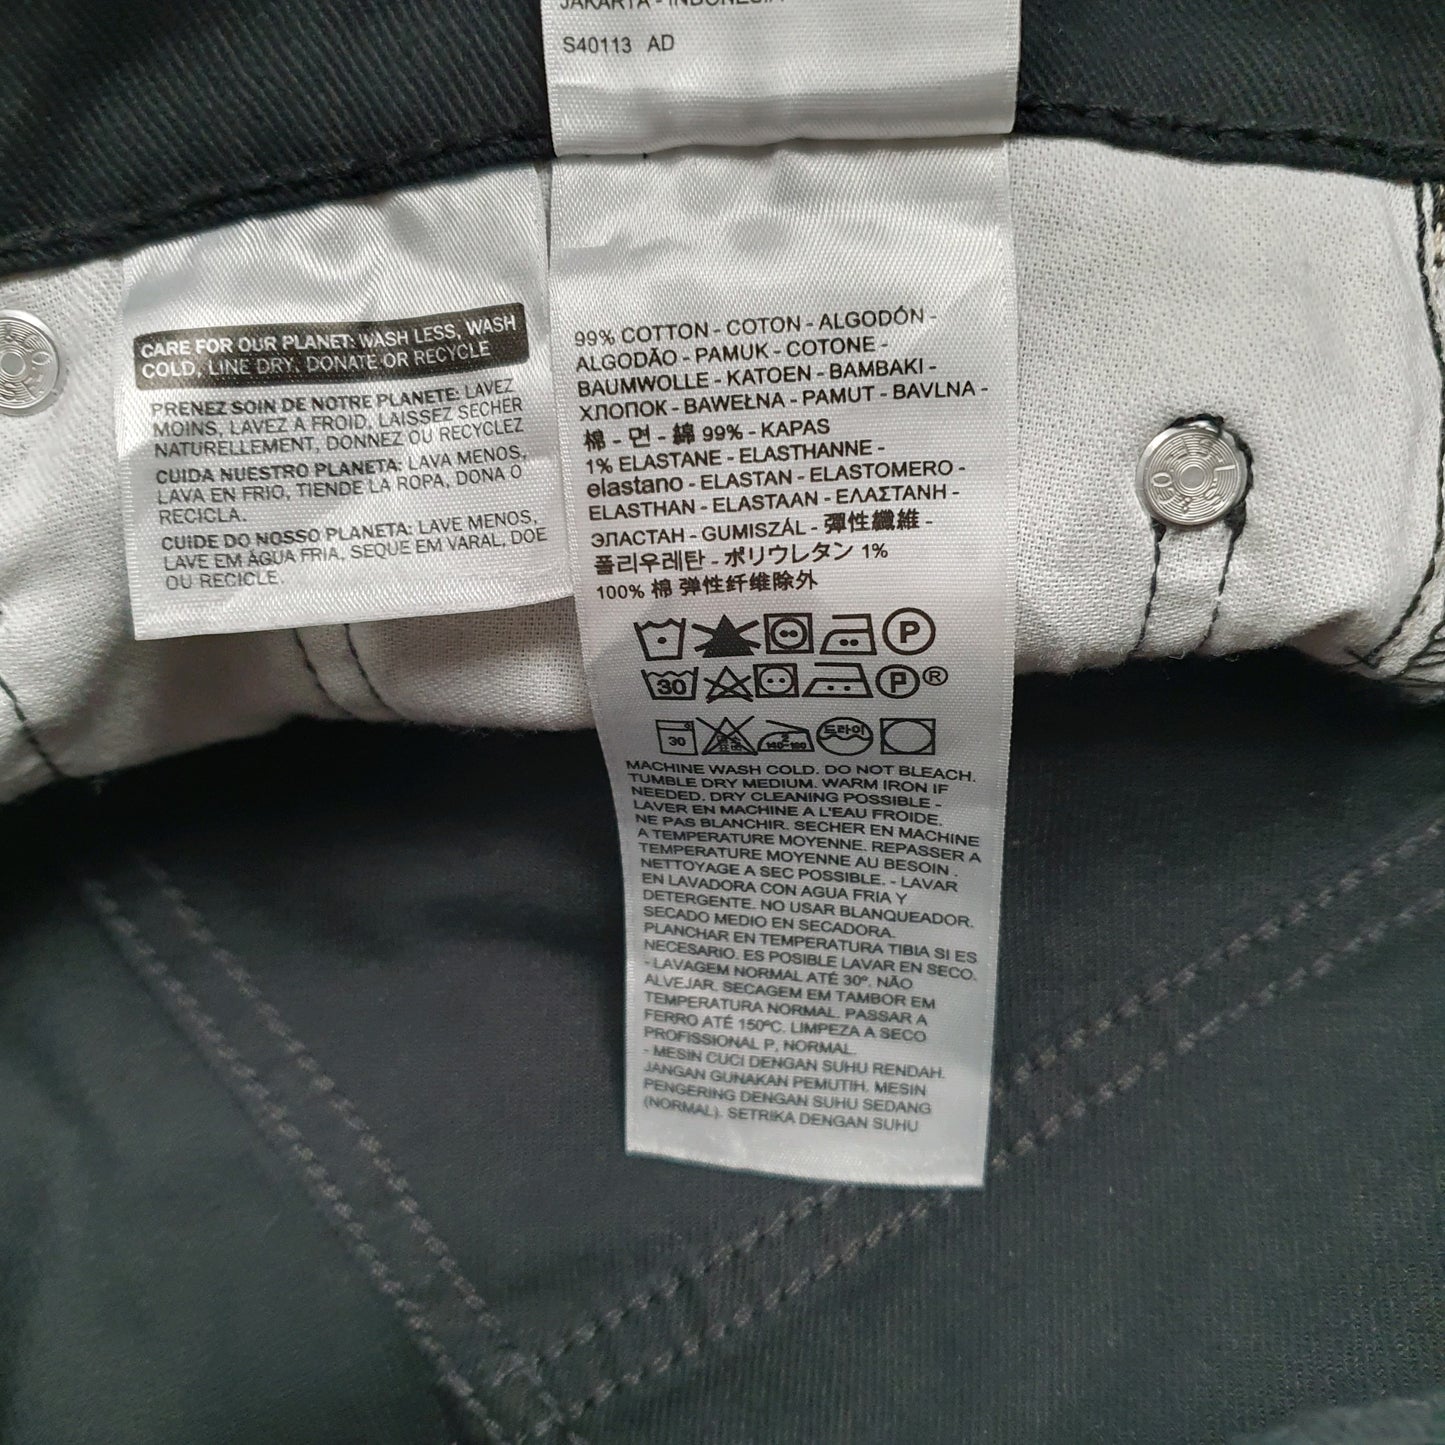 JAKARTA - INDONESIA
S40113 AD
CARE FOR OUR PLANET: WASH LESS, WASH
COLD, LINE DRY, DONATE OR RECYCLE
PRENEZ SOIN DE NOTRE PLANETE: LAVEZ
MOINS, LAVEZ A FROID, LAISSEZ SÉCHER
NATURELLEMENT, DONNEZ OU RECYCLEZ
CUIDA NUESTRO PLANETA: LAVA MENOS,
LAVA EN FRIO, TIENDE LA ROPA, DONA O
RECICLA.
CUIDE DO NOSSO PLANETA: LAVE MENOS,
LAVE EM ÁGUA FRIA, SEQUE EM VARAL, DOE
OU RECICLE.
99% COTTON - COTON - ALGODÓN -
ALGODÃO - PAMUK - COTONE -
BAUMWOLLE - KATOEN - BAMBAKI -
ХЛОПОК - BAWEŁNA - PAMUT - BAVLNA -
棉 - 면 - 綿 99% - KAPAS
1% ELASTANE - ELASTHANNE -
elastano - ELASTAN - ELASTOMERO -
ELASTHAN - ELASTAAN - ΕΛΑΣΤΑΝΗ -
ЭЛАСТАН - GUMISZÁL - 彈性纖維 -
폴리우레탄 - ポリウレタン 1%
100% 棉 弹性纤维除外
P
30 P ®
30 2 140-160 드라이
MACHINE WASH COLD. DO NOT BLEACH.
TUMBLE DRY MEDIUM. WARM IRON IF
NEEDED. DRY CLEANING POSSIBLE -
LAVER EN MACHINE A L'EAU FROIDE.
NE PAS BLANCHIR. SECHER EN MACHINE
A TEMPERATURE MOYENNE. REPASSER A
TEMPERATURE MOYENNE AU BESOIN .
NETTOYAGE A SEC POSSIBLE. - LAVAR
EN LAVADORA CON AGUA FRIA Y
DETERGENTE. NO USAR BLANQUEADOR.
SECADO MEDIO EN SECADORA.
PLANCHAR EN TEMPERATURA TIBIA SI ES
NECESARIO. ES POSIBLE LAVAR EN SECO.
- LAVAGEM NORMAL ATÉ 30º. NÃO
ALVEJAR. SECAGEM EM TAMBOR EM
TEMPERATURA NORMAL. PASSAR A
FERRO ATÉ 150ºC. LIMPEZA A SECO
PROFISSIONAL P, NORMAL.
- MESIN CUCI DENGAN SUHU RENDAH.
JANGAN GUNAKAN PEMUTIH. MESIN
PENGERING DENGAN SUHU SEDANG
(NORMAL). SETRIKA DENGAN SUHU